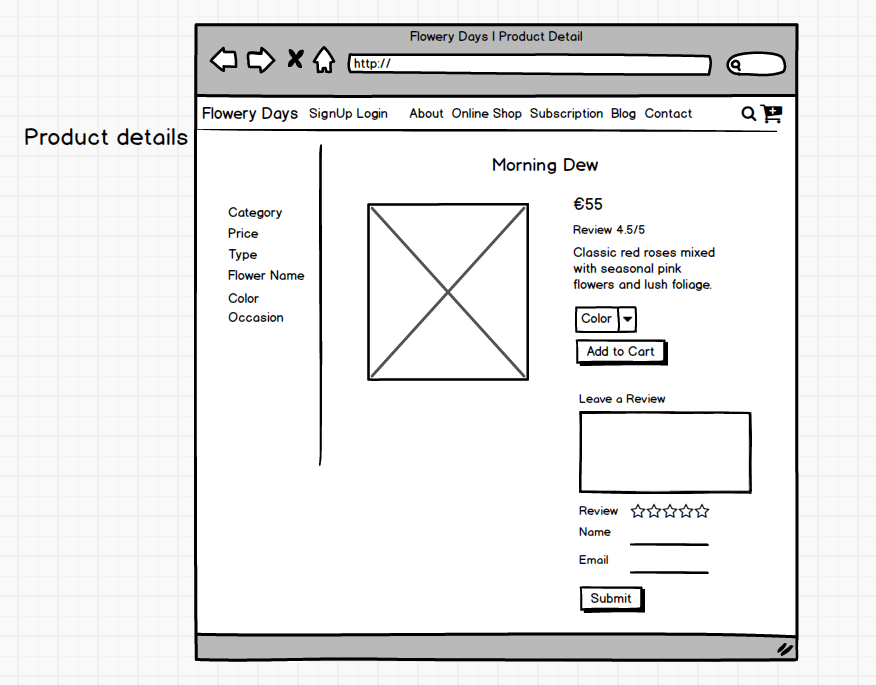 Flowery Days | Product Detail
http://
Flowery Days SignUp Login About Online Shop Subscription Blog Contact
Product details
Morning Dew
Category
Price
Type
Flower Name
Color
Occasion
€55
Review 4.5/5
Classic red roses mixed
with seasonal pink
flowers and lush foliage.
Color
Add to Cart
Leave a Review
Review
Name
Email
Submit